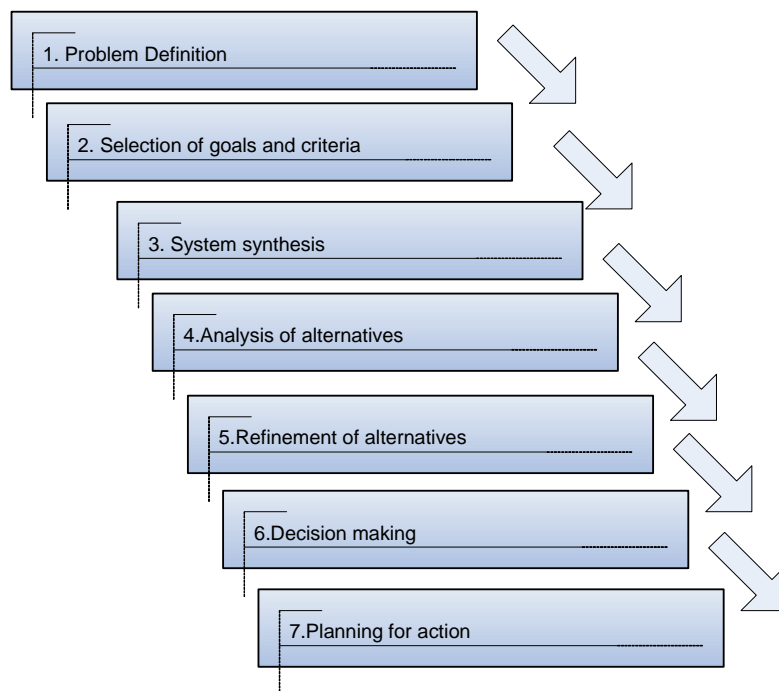 1. Problem Definition
2. Selection of goals and criteria
3. System synthesis
4.Analysis of alternatives
5.Refinement of alternatives
6.Decision making
7.Planning for action